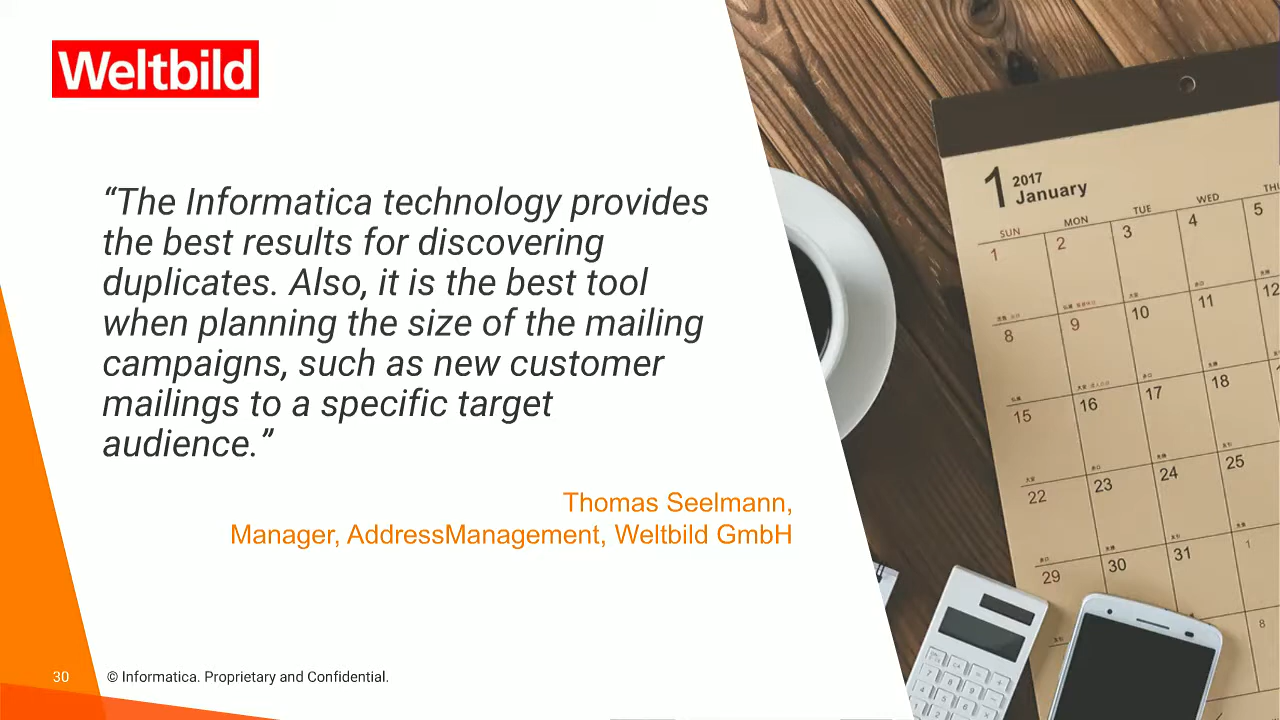 Weltbild
“The Informatica technology provides
the best results for discovering
duplicates. Also, it is the best tool
when planning the size of the mailing
campaigns, such as new customer
mailings to a specific target
audience.”
Thomas Seelmann,
Manager, AddressManagement, Weltbild GmbH
30
© Informatica. Proprietary and Confidential.
1 2017
January
SUN MON TUE WED THU
1 2 3 4 5
8 9 10 11 12
15 16 17 18
22 23 24 25
29 30 31 1
8